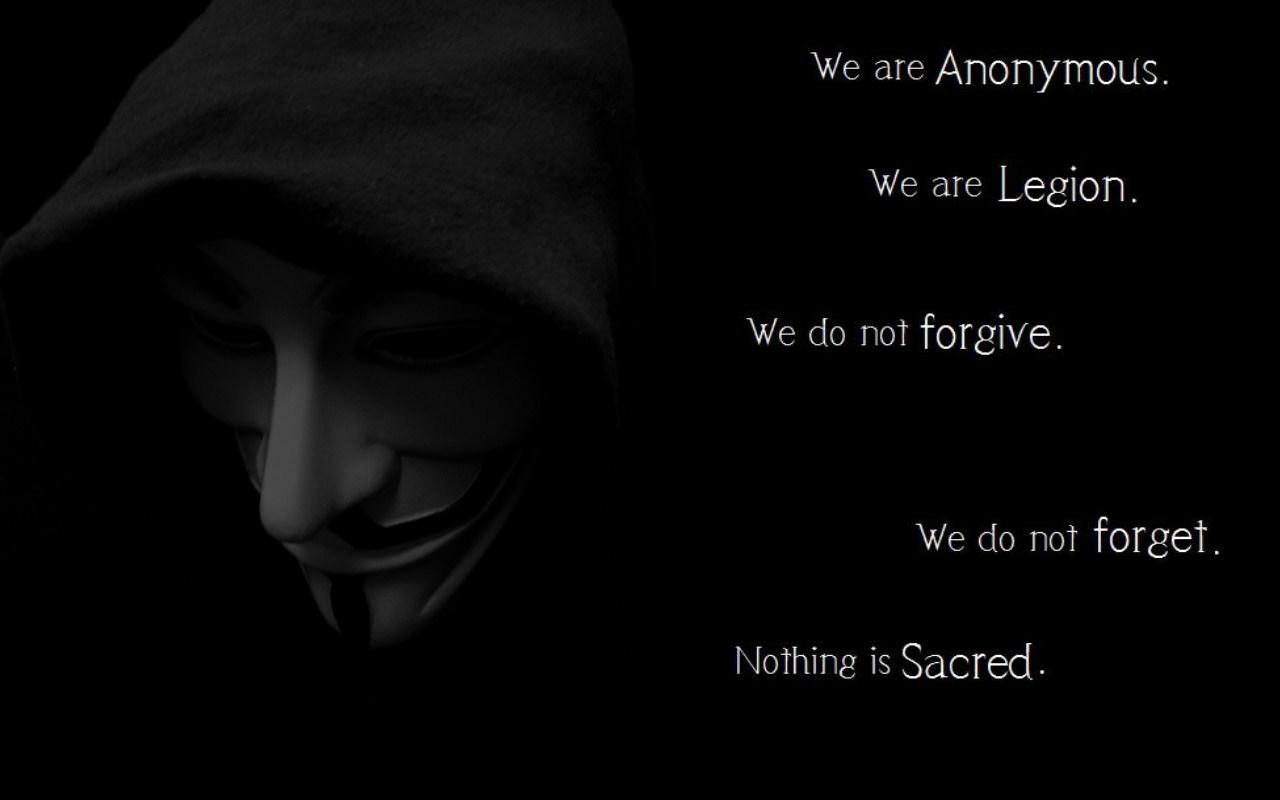 We are Anonymous.
We are Legion.
We do not forgive.
We do not forget.
Nothing is Sacred.